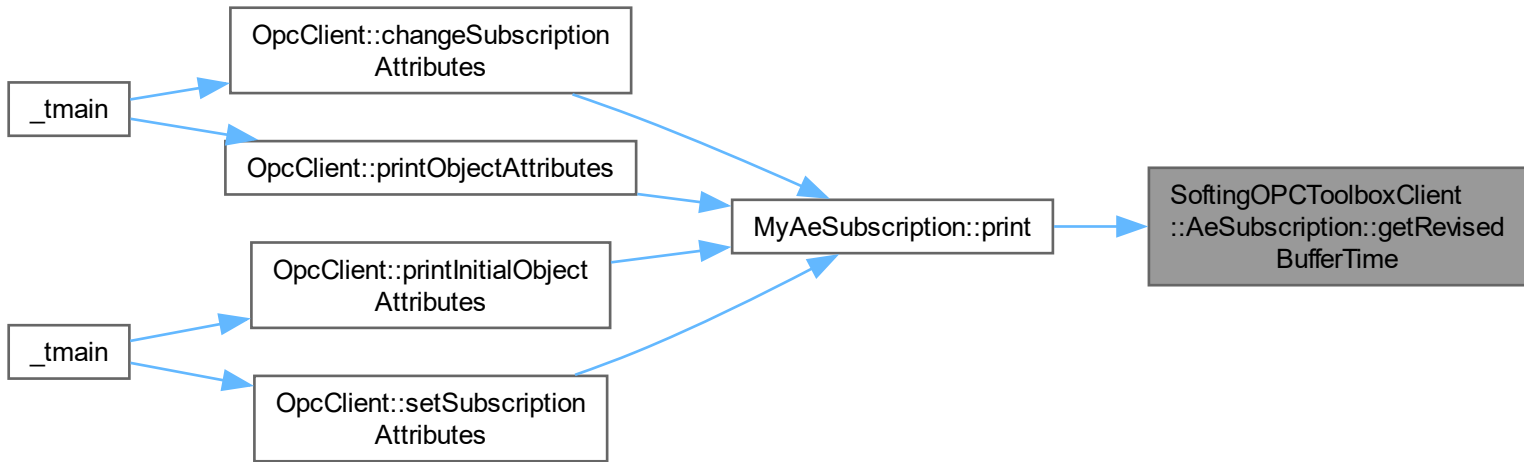 _tmain
OpcClient::changeSubscription
Attributes
OpcClient::printObjectAttributes
_tmain
OpcClient::printInitialObject
Attributes
OpcClient::setSubscription
Attributes
MyAeSubscription::print
SoftingOPCToolboxClient
::AeSubscription::getRevised
BufferTime